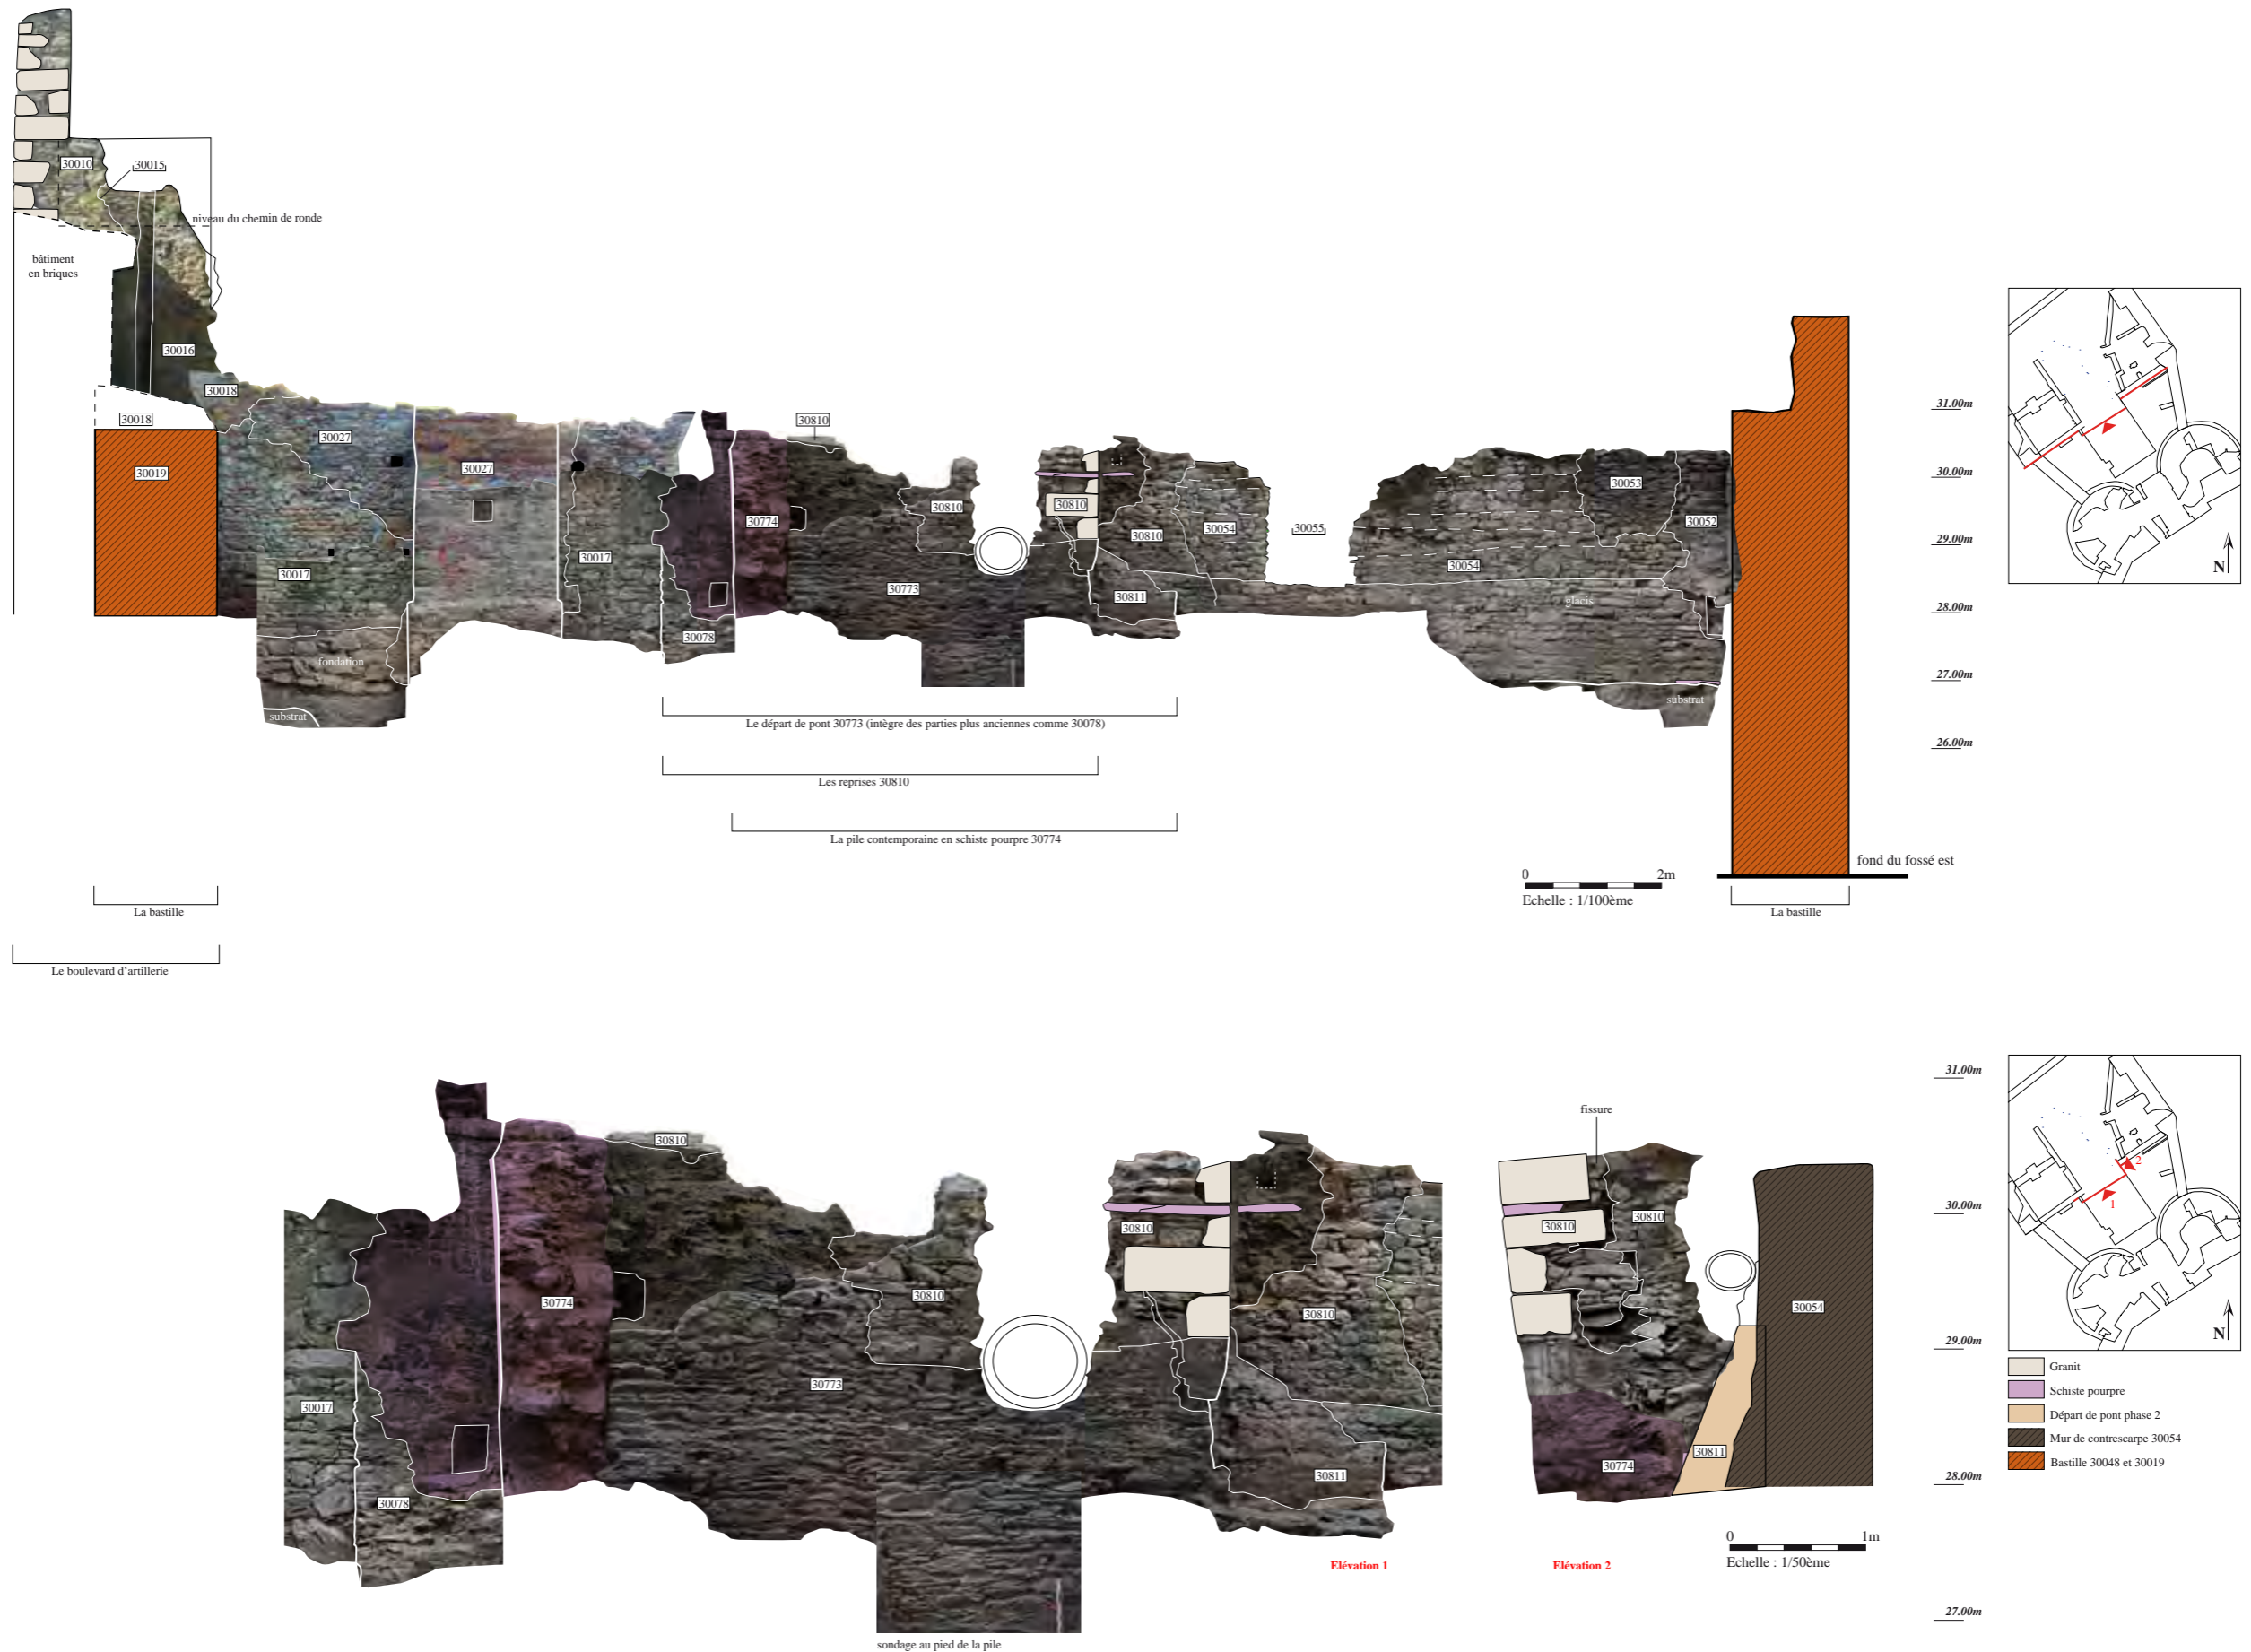 30010
30015
niveau du chemin de ronde
bâtiment
en briques
30016
30018
30018
30019
30027
30027
30017
30017
30078
30774
30810
30810
30773
30810
30810
30811
30054
30055
30054
30053
30052
glacis
fondation
substrat
substrat
31.00m
30.00m
29.00m
28.00m
27.00m
26.00m
N
Le départ de pont 30773 (intègre des parties plus anciennes comme 30078)
Les reprises 30810
La pile contemporaine en schiste pourpre 30774
La bastille
Le boulevard d'artillerie
0 2m
Echelle : 1/100ème
fond du fossé est
La bastille
30017
30078
30774
30810
30810
30773
30810
30810
30811
sondage au pied de la pile
Elévation 1
fissure
30810
30810
30774
30811
30054
Elévation 2
0 1m
Echelle : 1/50ème
31.00m
30.00m
29.00m
28.00m
27.00m
2
1
N
Granit
Schiste pourpre
Départ de pont phase 2
Mur de contrescarpe 30054
Bastille 30048 et 30019